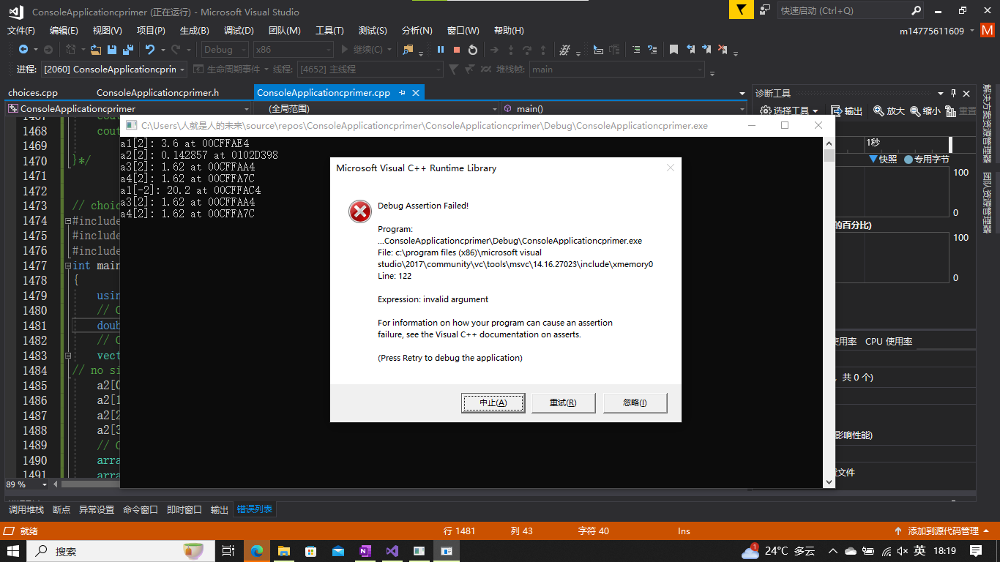 ConsoleApplicationcprimer (正在运行) - Microsoft Visual Studio
快速启动 (Ctrl+Q)
文件(F) 编辑(E) 视图(V) 项目(P) 生成(B) 调试(D) 团队(M) 工具(T) 测试(S) 分析(N) 窗口(W) 帮助(H)
m14775611609 M
Debug x86 继续(C)
进程: [2060] ConsoleApplicationcprin 生命周期事件 线程: [4652] 主线程 堆栈帧: main
choices.cpp ConsoleApplicationcprimer.h ConsoleApplicationcprimer.cpp
诊断工具
ConsoleApplicationcprimer (全局范围) main()
选择工具 输出 放大 缩小 重置
解决方案资源管理器
团队资源管理器
C:\Users\人就是人的未来\source\repos\ConsoleApplicationcprimer\ConsoleApplicationcprimer\Debug\ConsoleApplicationcprimer.exe
a1[2]: 3.6 at 00CFFAE4
a2[2]: 0.142857 at 0102D398
a3[2]: 1.62 at 00CFFAA4
a4[2]: 1.62 at 00CFFA7C
a1[-2]: 20.2 at 00CFFAC4
a3[2]: 1.62 at 00CFFAA4
a4[2]: 1.62 at 00CFFA7C
Microsoft Visual C++ Runtime Library
Debug Assertion Failed!
Program:
...ConsoleApplicationcprimer\Debug\ConsoleApplicationcprimer.exe
File: c:\program files (x86)\microsoft visual
studio\2017\community\vc\tools\msvc\14.16.27023\include\xmemory0
Line: 122
Expression: invalid argument
For information on how your program can cause an assertion
failure, see the Visual C++ documentation on asserts.
(Press Retry to debug the application)
中止(A) 重试(R) 忽略(I)
1468 cout
1469
1470 }*/
1471
1472
1473 // choic
1474 #include
1475 #include
1476 #include
1477 int main
1478 {
1479 usin
1480 // C
1481 doub
1482 // C
1483 vect
1484 // no si
1485 a2[0
1486 a2[1
1487 a2[2
1488 a2[3
1489 // C
1490 arra
1491 arra
89 %
1秒
快照 专用字节
100
0
的百分比)
100
0
使用率 CPU 使用率
共 0 个)
影响性能)
文件
调用堆栈 断点 异常设置 命令窗口 即时窗口 输出 错误列表
就绪 行 1481 列 43 字符 40 Ins 添加到源代码管理
搜索
1 24°C 多云 英 18:19